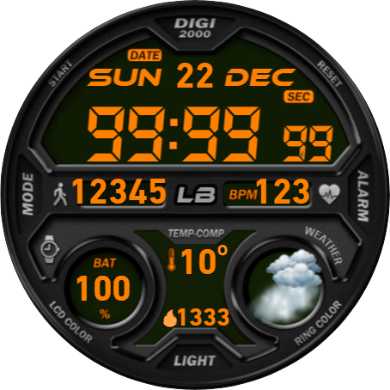 DIGI
2000
START
DATE
RESET
SUN 22 DEC
SEC
99:99 99
MODE
12345 LB BPM 123
ALARM
TEMP-COMP
WEATHER
BAT
100
%
10°
1333
LCD COLOR
RING COLOR
LIGHT